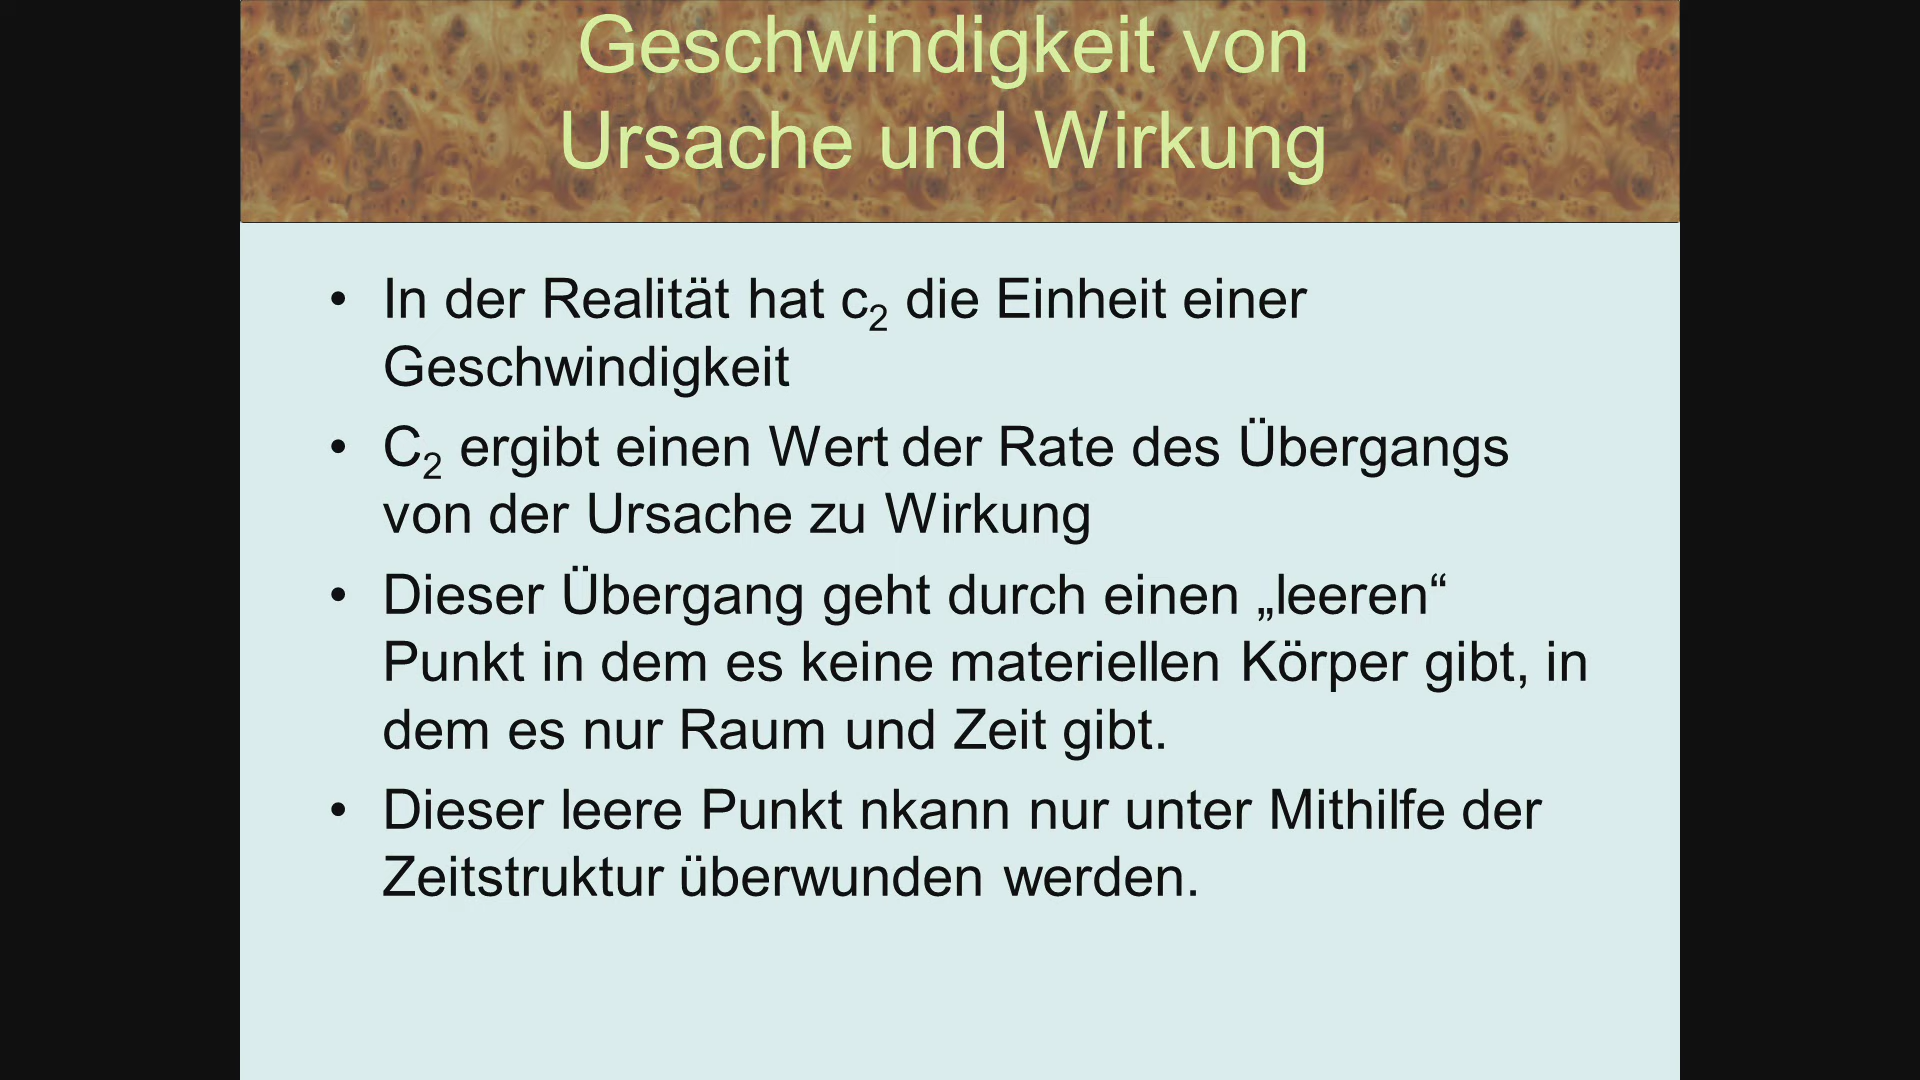 Geschwindigkeit von
Ursache und Wirkung
• In der Realität hat c₂ die Einheit einer
Geschwindigkeit
• C₂ ergibt einen Wert der Rate des Übergangs
von der Ursache zu Wirkung
• Dieser Übergang geht durch einen „leeren“
Punkt in dem es keine materiellen Körper gibt, in
dem es nur Raum und Zeit gibt.
• Dieser leere Punkt nkann nur unter Mithilfe der
Zeitstruktur überwunden werden.